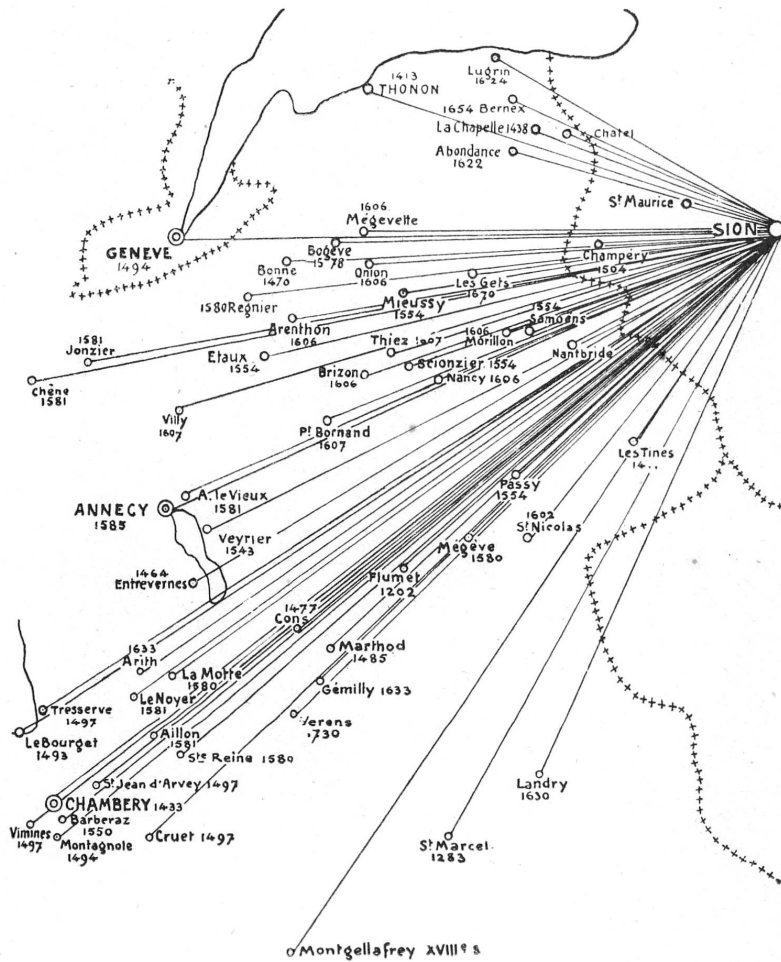 Lugrin
1624
1413
THONON
1654 Bernex
La Chapelle 1438
Chatel
Abondance
1622
St Maurice
SION
1606
Mégevette
GENEVE
1494
Bogève
1578
Bonne
1470
Onion
1606
Champéry
1504
Les Gets
1670
1580 Regnier
Mieussy
1554
Arenthon
1606
1554
Samoens
1606
Morillon
Thiez 1607
Nantbride
1581
Jonzier
Etaux
1554
Brizon
1606
Scionzier 1554
Nancy 1606
Chêne
1581
Villy
1607
Pt Bornand
1607
Les Tines
14..
A. le Vieux
1581
ANNECY
1585
Veyrier
1543
Passy
1554
1602
St Nicolas
Mégève
1580
1464
Entrevernes
Flumet
1202
1477
Cons
1633
Arith
Marthod
1485
La Motte
1580
Gémilly 1633
Le Noyer
1581
Tresserve
1497
Verens
1730
Le Bourget
1493
Aillon
1581
Ste Reine 1580
St Jean d'Arvey 1497
Landry
1630
CHAMBERY 1433
Barberaz
1550
Vimines
1497
Montagnole
1494
Cruet 1497
St Marcel
1283
Montgellafrey XVIIIe s